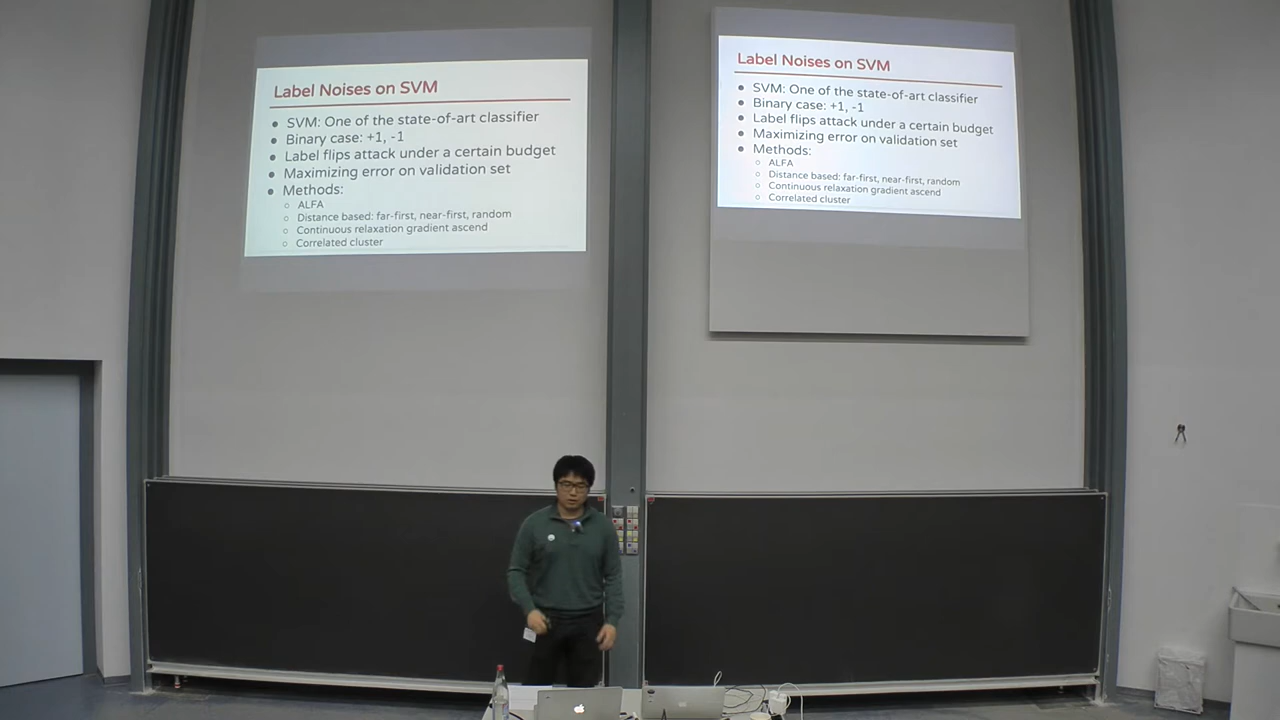 Label Noises on SVM
SVM: One of the state-of-art classifier
Binary case: +1, -1
Label flips attack under a certain budget
Maximizing error on validation set
Methods:
ALFA
Distance based: far-first, near-first, random
Continuous relaxation gradient ascend
Correlated cluster
Label Noises on SVM
SVM: One of the state-of-art classifier
Binary case: +1, -1
Label flips attack under a certain budget
Maximizing error on validation set
Methods:
ALFA
Distance based: far-first, near-first, random
Continuous relaxation gradient ascend
Correlated cluster